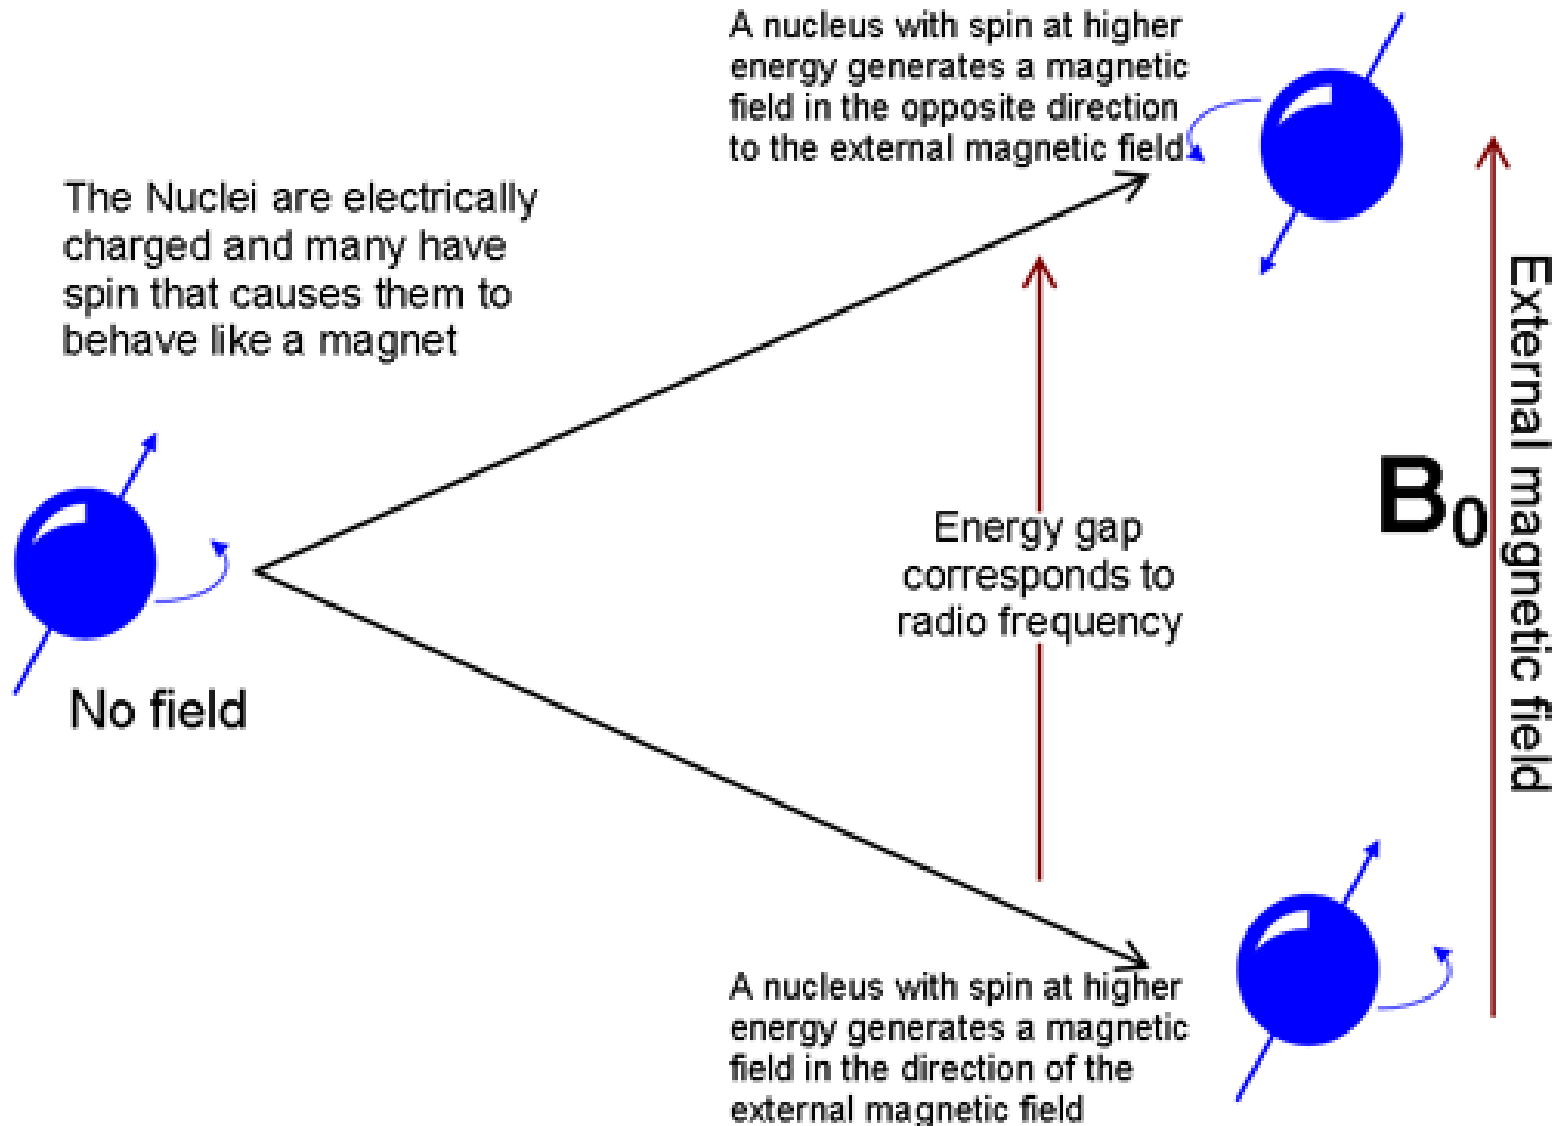 A nucleus with spin at higher
energy generates a magnetic
field in the opposite direction
to the external magnetic field
The Nuclei are electrically
charged and many have
spin that causes them to
behave like a magnet
No field
Energy gap
corresponds to
radio frequency
B0
External magnetic field
A nucleus with spin at higher
energy generates a magnetic
field in the direction of the
external magnetic field